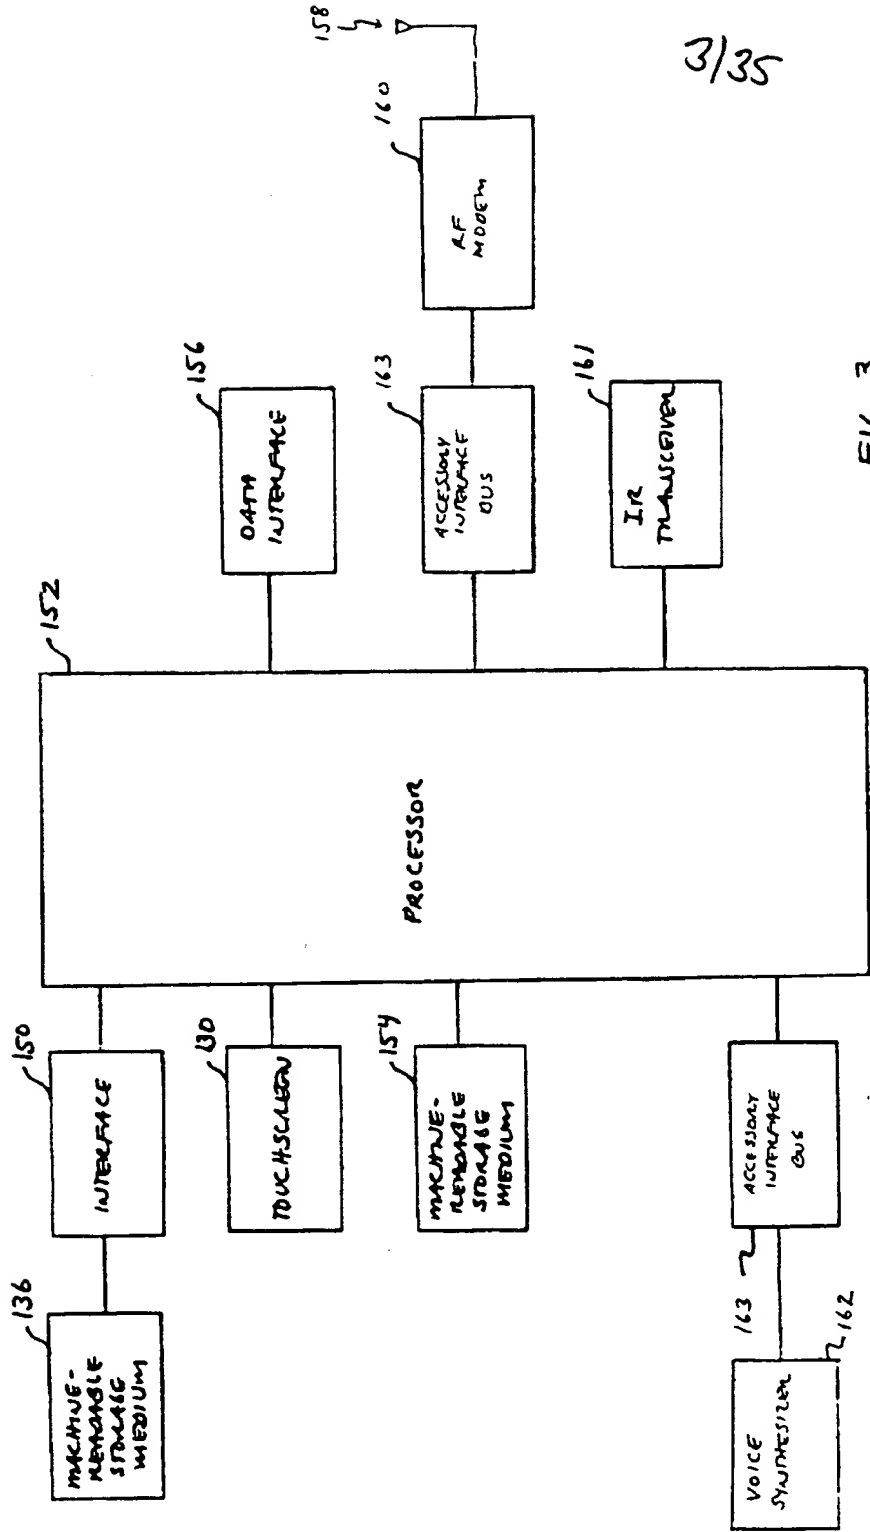 3/35
136
MACHINE-
READABLE
STORAGE
MEDIUM
150
INTERFACE
130
TOUCHSCREEN
154
MACHINE-
READABLE
STORAGE
MEDIUM
VOICE
SYNTHESIZER
162
163
ACCESSORY
INTERFACE
BUS
152
PROCESSOR
156
DATA
INTERFACE
163
ACCESSORY
INTERFACE
BUS
161
IR
TRANSCEIVER
160
RF
MODEM
158